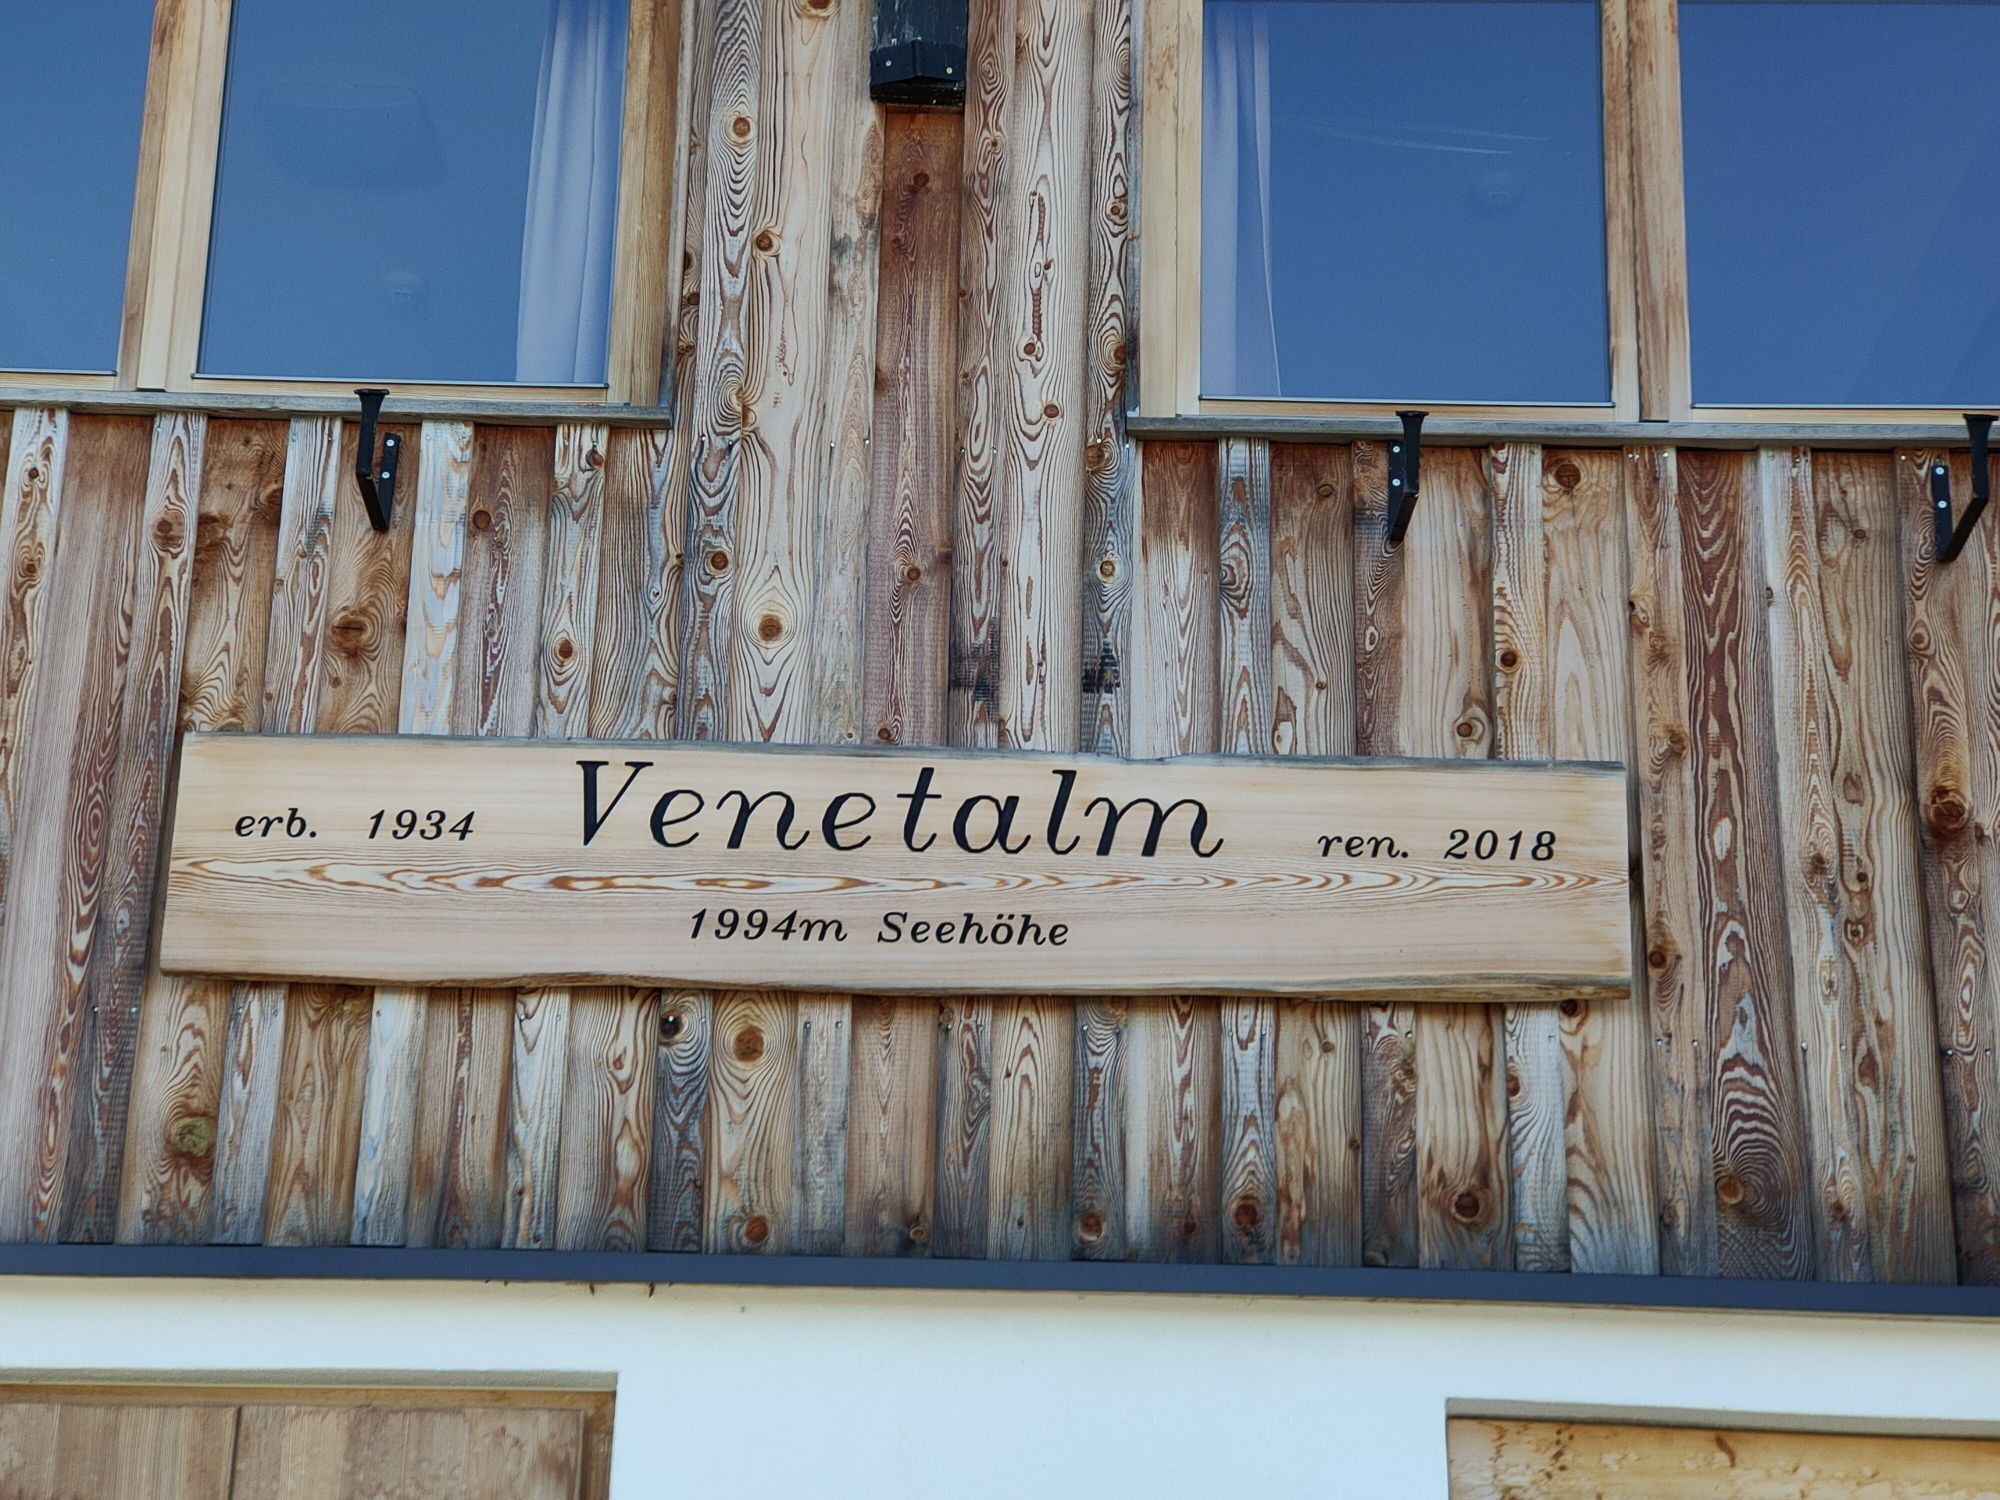 erb. 1934 Venetalm ren. 2018
1994m Seehöhe